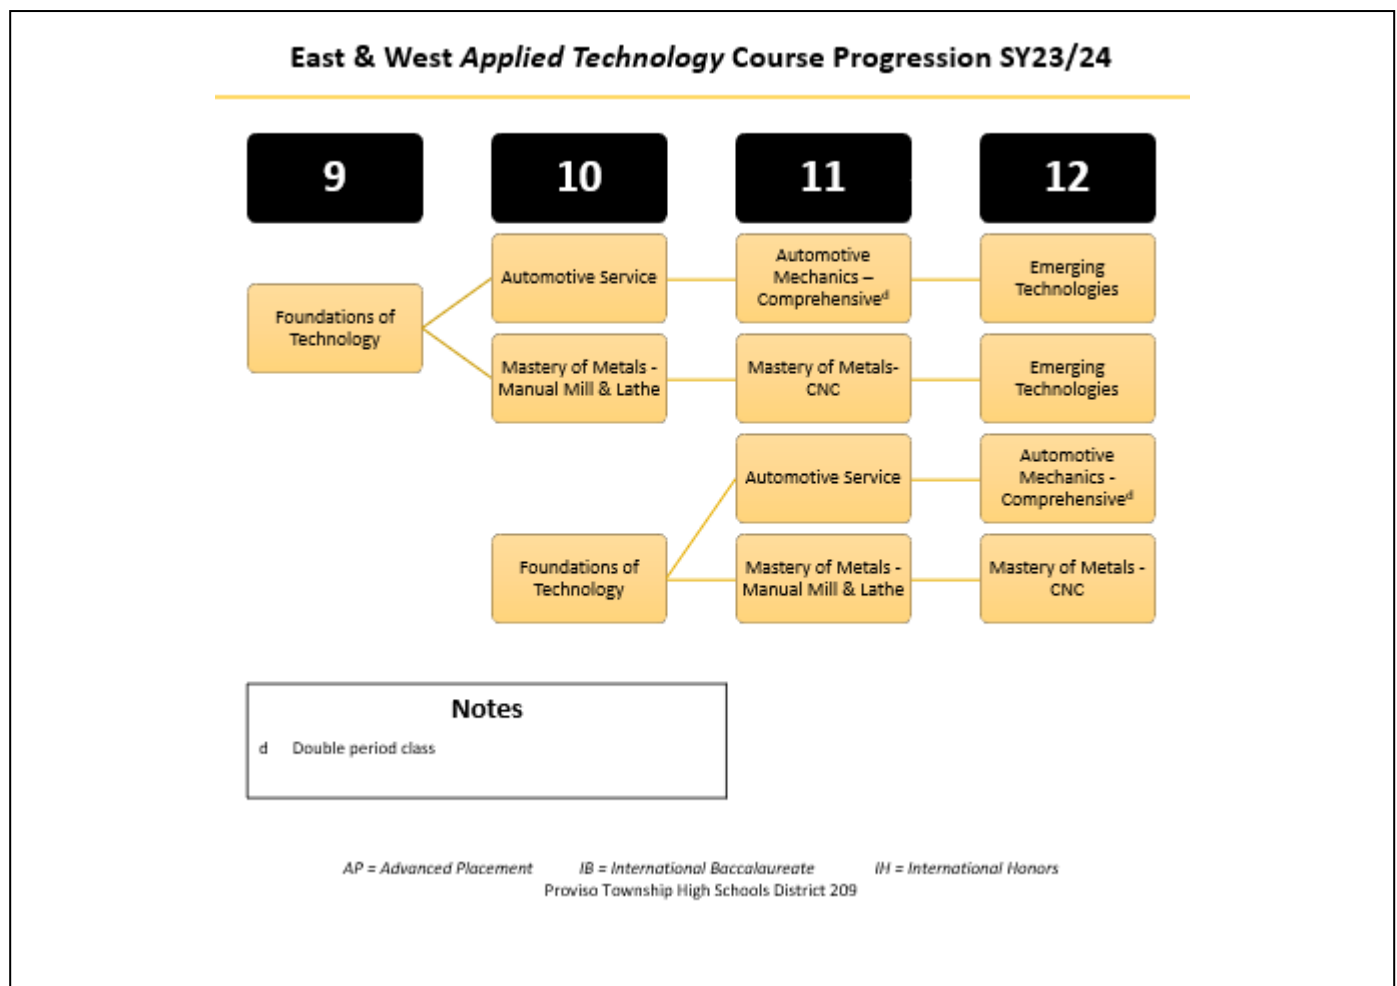 East & West Applied Technology Course Progression SY23/24
9
10
11
12
Foundations of
Technology
Automotive Service
Automotive
Mechanics –
Comprehensiveᵈ
Emerging
Technologies
Mastery of Metals -
Manual Mill & Lathe
Mastery of Metals-
CNC
Emerging
Technologies
Automotive Service
Automotive
Mechanics -
Comprehensiveᵈ
Foundations of
Technology
Mastery of Metals -
Manual Mill & Lathe
Mastery of Metals -
CNC
Notes
d Double period class
AP = Advanced Placement IB = International Baccalaureate IH = International Honors
Proviso Township High Schools District 209